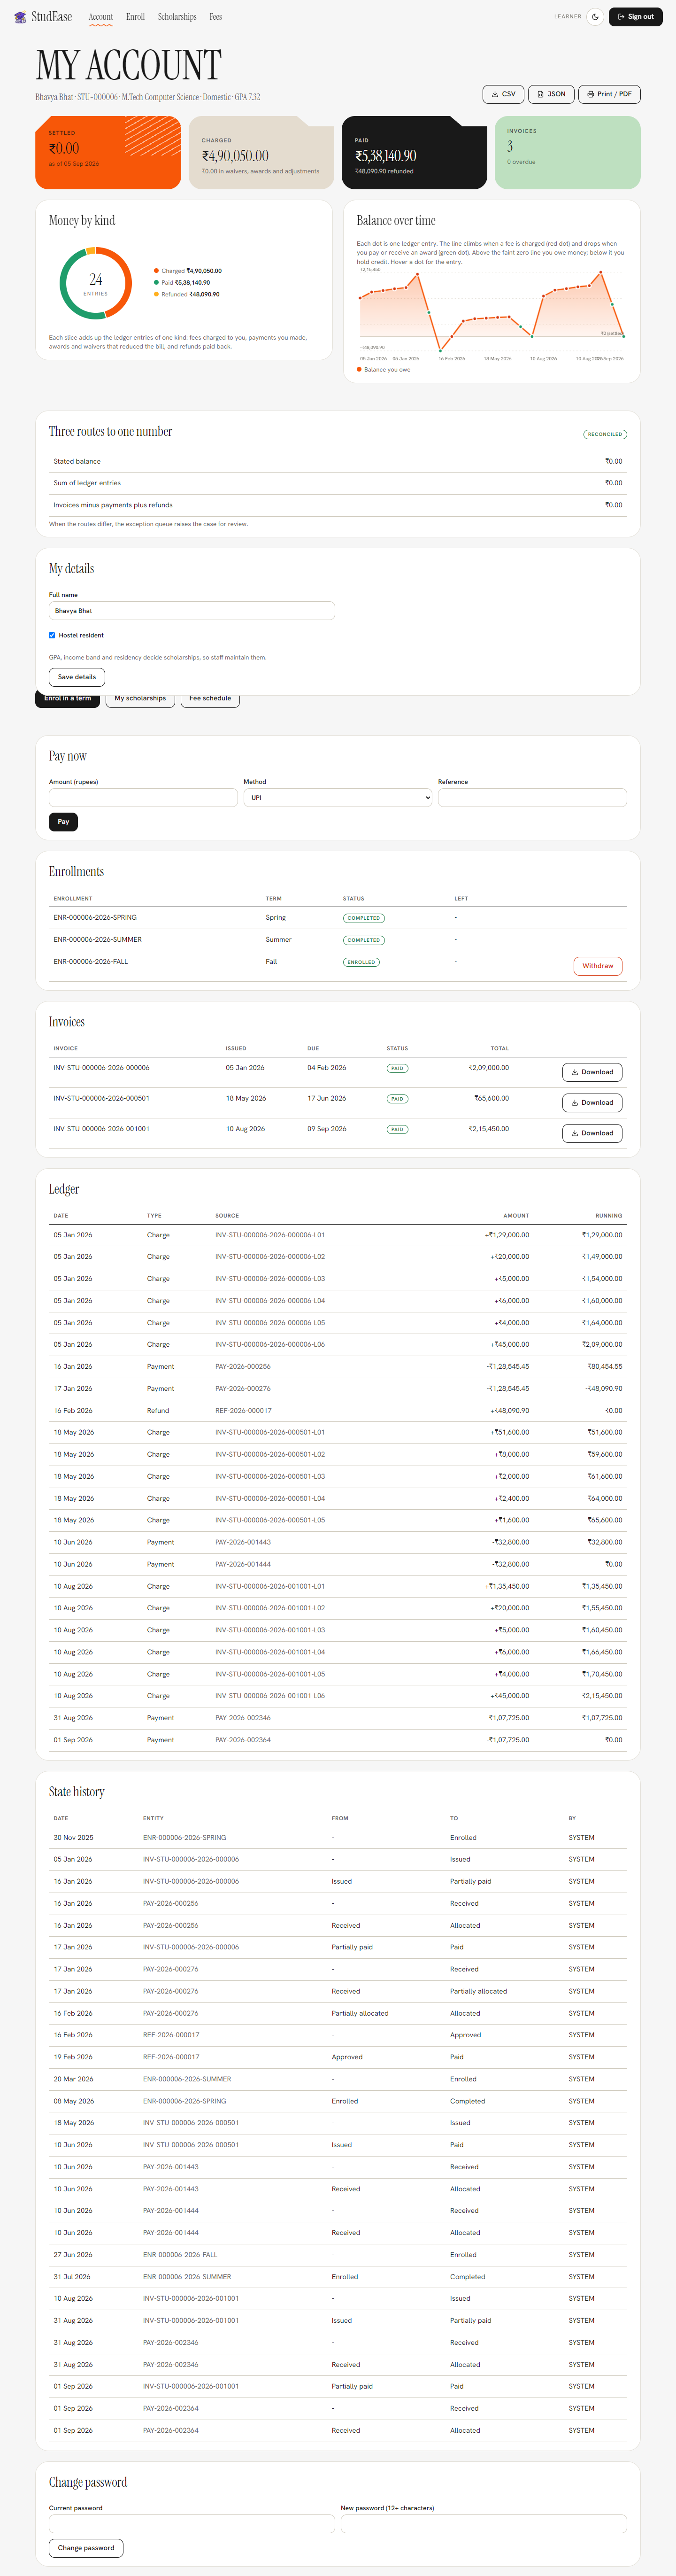 StudEase Account Enroll Scholarships Fees LEARNER Sign out
MY ACCOUNT
Bhavya Bhat · STU-000006 · M.Tech Computer Science · Domestic · GPA 7.32 CSV JSON Print / PDF
SETTLED
₹0.00
as of 05 Sep 2026
CHARGED
₹4,90,050.00
₹0.00 in waivers, awards and adjustments
PAID
₹5,38,140.90
₹48,090.90 refunded
INVOICES
3
0 overdue
Money by kind
24
ENTRIES
Charged ₹4,90,050.00
Paid ₹5,38,140.90
Refunded ₹48,090.90
Each slice adds up the ledger entries of one kind: fees charged to you, payments you made,
awards and waivers that reduced the bill, and refunds paid back.
Balance over time
Each dot is one ledger entry. The line climbs when a fee is charged (red dot) and drops when
you pay or receive an award (green dot). Above the faint zero line you owe money; below it you
hold credit. Hover a dot for the entry.
₹2,15,450
₹0 (settled)
-₹48,090.90
05 Jan 2026 05 Jan 2026 16 Feb 2026 18 May 2026 10 Aug 2026 10 Aug 2026 01 Sep 2026
Balance you owe
Three routes to one number RECONCILED
Stated balance ₹0.00
Sum of ledger entries ₹0.00
Invoices minus payments plus refunds ₹0.00
When the routes differ, the exception queue raises the case for review.
My details
Full name
Bhavya Bhat
Hostel resident
GPA, income band and residency decide scholarships, so staff maintain them.
Save details
Enrol in a term My scholarships Fee schedule
Pay now
Amount (rupees) Method Reference
UPI
Pay
Enrollments
ENROLLMENT TERM STATUS LEFT
ENR-000006-2026-SPRING Spring COMPLETED -
ENR-000006-2026-SUMMER Summer COMPLETED -
ENR-000006-2026-FALL Fall ENROLLED - Withdraw
Invoices
INVOICE ISSUED DUE STATUS TOTAL
INV-STU-000006-2026-000006 05 Jan 2026 04 Feb 2026 PAID ₹2,09,000.00 Download
INV-STU-000006-2026-000501 18 May 2026 17 Jun 2026 PAID ₹65,600.00 Download
INV-STU-000006-2026-001001 10 Aug 2026 09 Sep 2026 PAID ₹2,15,450.00 Download
Ledger
DATE TYPE SOURCE AMOUNT RUNNING
05 Jan 2026 Charge INV-STU-000006-2026-000006-L01 +₹1,29,000.00 ₹1,29,000.00
05 Jan 2026 Charge INV-STU-000006-2026-000006-L02 +₹20,000.00 ₹1,49,000.00
05 Jan 2026 Charge INV-STU-000006-2026-000006-L03 +₹5,000.00 ₹1,54,000.00
05 Jan 2026 Charge INV-STU-000006-2026-000006-L04 +₹6,000.00 ₹1,60,000.00
05 Jan 2026 Charge INV-STU-000006-2026-000006-L05 +₹4,000.00 ₹1,64,000.00
05 Jan 2026 Charge INV-STU-000006-2026-000006-L06 +₹45,000.00 ₹2,09,000.00
16 Jan 2026 Payment PAY-2026-000256 -₹1,28,545.45 ₹80,454.55
17 Jan 2026 Payment PAY-2026-000276 -₹1,28,545.45 -₹48,090.90
16 Feb 2026 Refund REF-2026-000017 +₹48,090.90 ₹0.00
18 May 2026 Charge INV-STU-000006-2026-000501-L01 +₹51,600.00 ₹51,600.00
18 May 2026 Charge INV-STU-000006-2026-000501-L02 +₹8,000.00 ₹59,600.00
18 May 2026 Charge INV-STU-000006-2026-000501-L03 +₹2,000.00 ₹61,600.00
18 May 2026 Charge INV-STU-000006-2026-000501-L04 +₹2,400.00 ₹64,000.00
18 May 2026 Charge INV-STU-000006-2026-000501-L05 +₹1,600.00 ₹65,600.00
10 Jun 2026 Payment PAY-2026-001443 -₹32,800.00 ₹32,800.00
10 Jun 2026 Payment PAY-2026-001444 -₹32,800.00 ₹0.00
10 Aug 2026 Charge INV-STU-000006-2026-001001-L01 +₹1,35,450.00 ₹1,35,450.00
10 Aug 2026 Charge INV-STU-000006-2026-001001-L02 +₹20,000.00 ₹1,55,450.00
10 Aug 2026 Charge INV-STU-000006-2026-001001-L03 +₹5,000.00 ₹1,60,450.00
10 Aug 2026 Charge INV-STU-000006-2026-001001-L04 +₹6,000.00 ₹1,66,450.00
10 Aug 2026 Charge INV-STU-000006-2026-001001-L05 +₹4,000.00 ₹1,70,450.00
10 Aug 2026 Charge INV-STU-000006-2026-001001-L06 +₹45,000.00 ₹2,15,450.00
31 Aug 2026 Payment PAY-2026-002346 -₹1,07,725.00 ₹1,07,725.00
01 Sep 2026 Payment PAY-2026-002364 -₹1,07,725.00 ₹0.00
State history
DATE ENTITY FROM TO BY
30 Nov 2025 ENR-000006-2026-SPRING - Enrolled SYSTEM
05 Jan 2026 INV-STU-000006-2026-000006 - Issued SYSTEM
16 Jan 2026 INV-STU-000006-2026-000006 Issued Partially paid SYSTEM
16 Jan 2026 PAY-2026-000256 - Received SYSTEM
16 Jan 2026 PAY-2026-000256 Received Allocated SYSTEM
17 Jan 2026 INV-STU-000006-2026-000006 Partially paid Paid SYSTEM
17 Jan 2026 PAY-2026-000276 - Received SYSTEM
17 Jan 2026 PAY-2026-000276 Received Partially allocated SYSTEM
16 Feb 2026 PAY-2026-000276 Partially allocated Allocated SYSTEM
16 Feb 2026 REF-2026-000017 - Approved SYSTEM
19 Feb 2026 REF-2026-000017 Approved Paid SYSTEM
20 Mar 2026 ENR-000006-2026-SUMMER - Enrolled SYSTEM
08 May 2026 ENR-000006-2026-SPRING Enrolled Completed SYSTEM
18 May 2026 INV-STU-000006-2026-000501 - Issued SYSTEM
10 Jun 2026 INV-STU-000006-2026-000501 Issued Paid SYSTEM
10 Jun 2026 PAY-2026-001443 - Received SYSTEM
10 Jun 2026 PAY-2026-001443 Received Allocated SYSTEM
10 Jun 2026 PAY-2026-001444 - Received SYSTEM
10 Jun 2026 PAY-2026-001444 Received Allocated SYSTEM
27 Jun 2026 ENR-000006-2026-FALL - Enrolled SYSTEM
31 Jul 2026 ENR-000006-2026-SUMMER Enrolled Completed SYSTEM
10 Aug 2026 INV-STU-000006-2026-001001 - Issued SYSTEM
31 Aug 2026 INV-STU-000006-2026-001001 Issued Partially paid SYSTEM
31 Aug 2026 PAY-2026-002346 - Received SYSTEM
31 Aug 2026 PAY-2026-002346 Received Allocated SYSTEM
01 Sep 2026 INV-STU-000006-2026-001001 Partially paid Paid SYSTEM
01 Sep 2026 PAY-2026-002364 - Received SYSTEM
01 Sep 2026 PAY-2026-002364 Received Allocated SYSTEM
Change password
Current password New password (12+ characters)
Change password